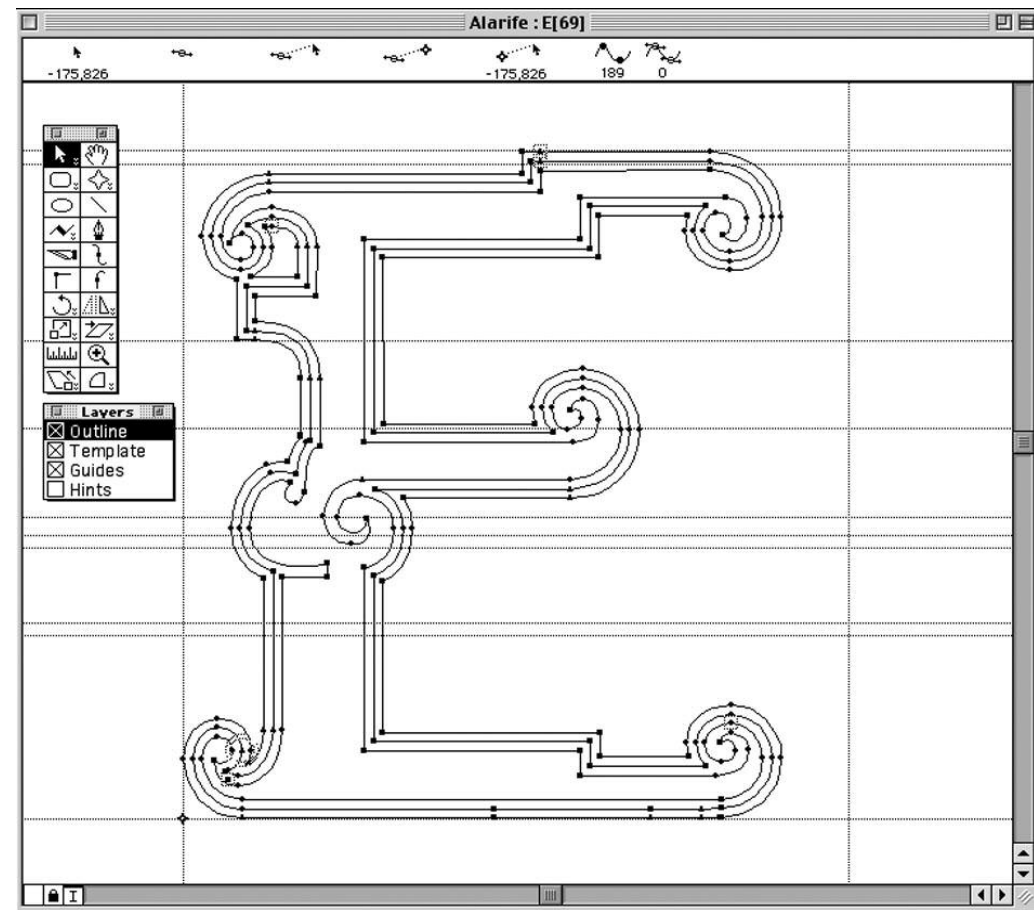 Alarife : E[69]
-175,826
-175,826
189
0
Layers
Outline
Template
Guides
Hints
I